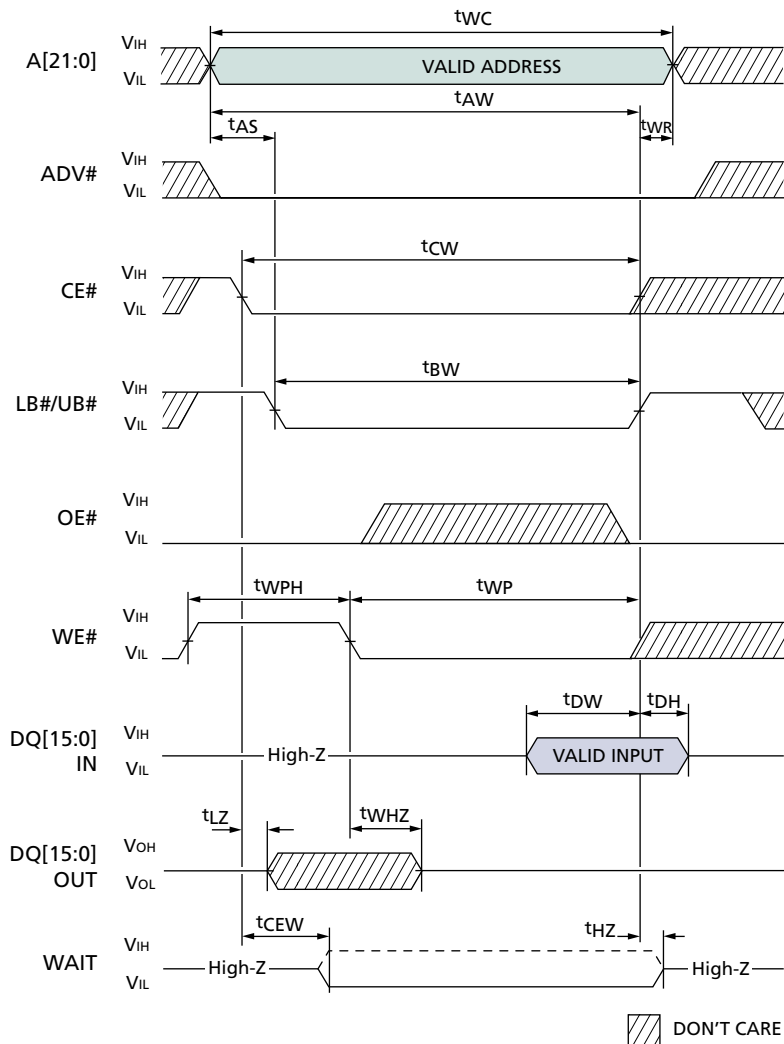 tWC
A[21:0] VIH VIL VALID ADDRESS
tAW
tAS tWR
ADV# VIH VIL
tCW
CE# VIH VIL
tBW
LB#/UB# VIH VIL
OE# VIH VIL
tWPH tWP
WE# VIH VIL
tDW tDH
DQ[15:0] IN VIH VIL High-Z VALID INPUT
tLZ tWHZ
DQ[15:0] OUT VOH VOL
tCEW tHZ
WAIT VIH VIL High-Z High-Z
DON'T CARE